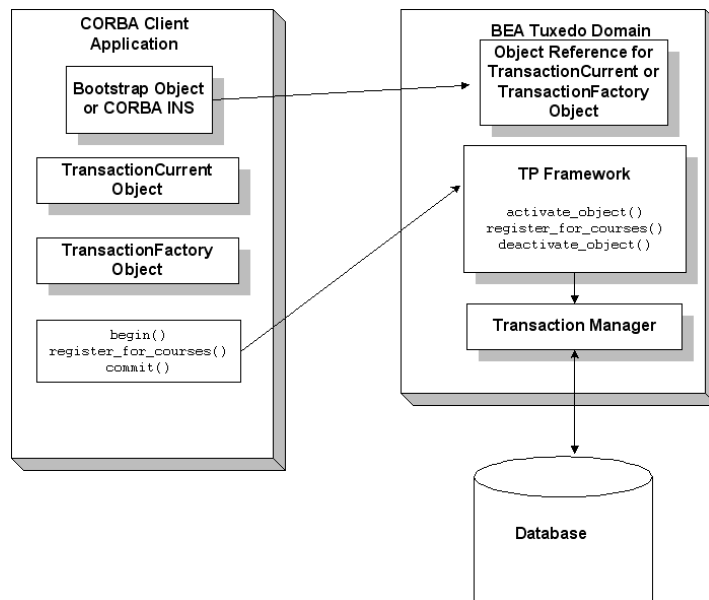 CORBA Client
Application
Bootstrap Object
or CORBA INS
TransactionCurrent
Object
TransactionFactory
Object
begin()
register_for_courses()
commit()
BEA Tuxedo Domain
Object Reference for
TransactionCurrent or
TransactionFactory
Object
TP Framework
activate_object()
register_for_courses()
deactivate_object()
Transaction Manager
Database